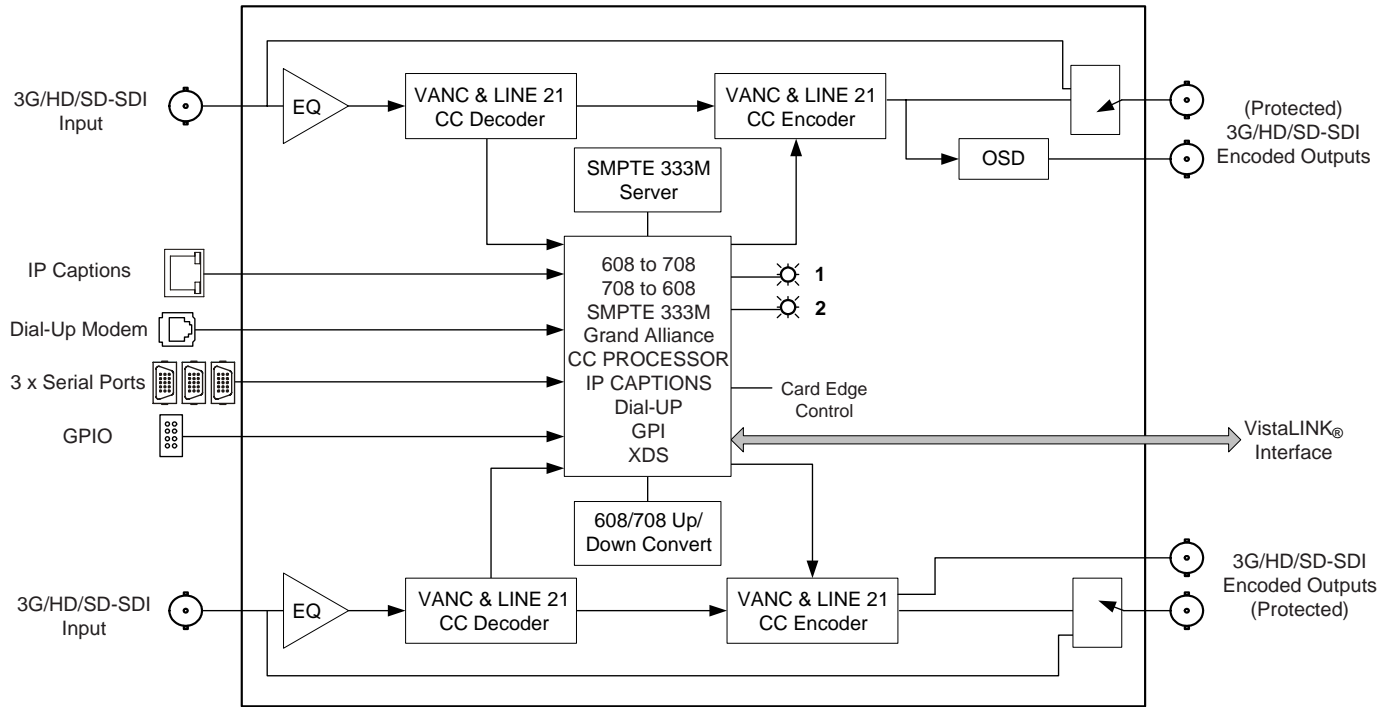 3G/HD/SD-SDI
Input
EQ
VANC & LINE 21
CC Decoder
VANC & LINE 21
CC Encoder
(Protected)
3G/HD/SD-SDI
Encoded Outputs
OSD
SMPTE 333M
Server
IP Captions
Dial-Up Modem
3 x Serial Ports
GPIO
608 to 708
708 to 608
SMPTE 333M
Grand Alliance
CC PROCESSOR
IP CAPTIONS
Dial-UP
GPI
XDS
1
2
Card Edge
Control
VistaLINK®
Interface
608/708 Up/
Down Convert
3G/HD/SD-SDI
Input
EQ
VANC & LINE 21
CC Decoder
VANC & LINE 21
CC Encoder
3G/HD/SD-SDI
Encoded Outputs
(Protected)